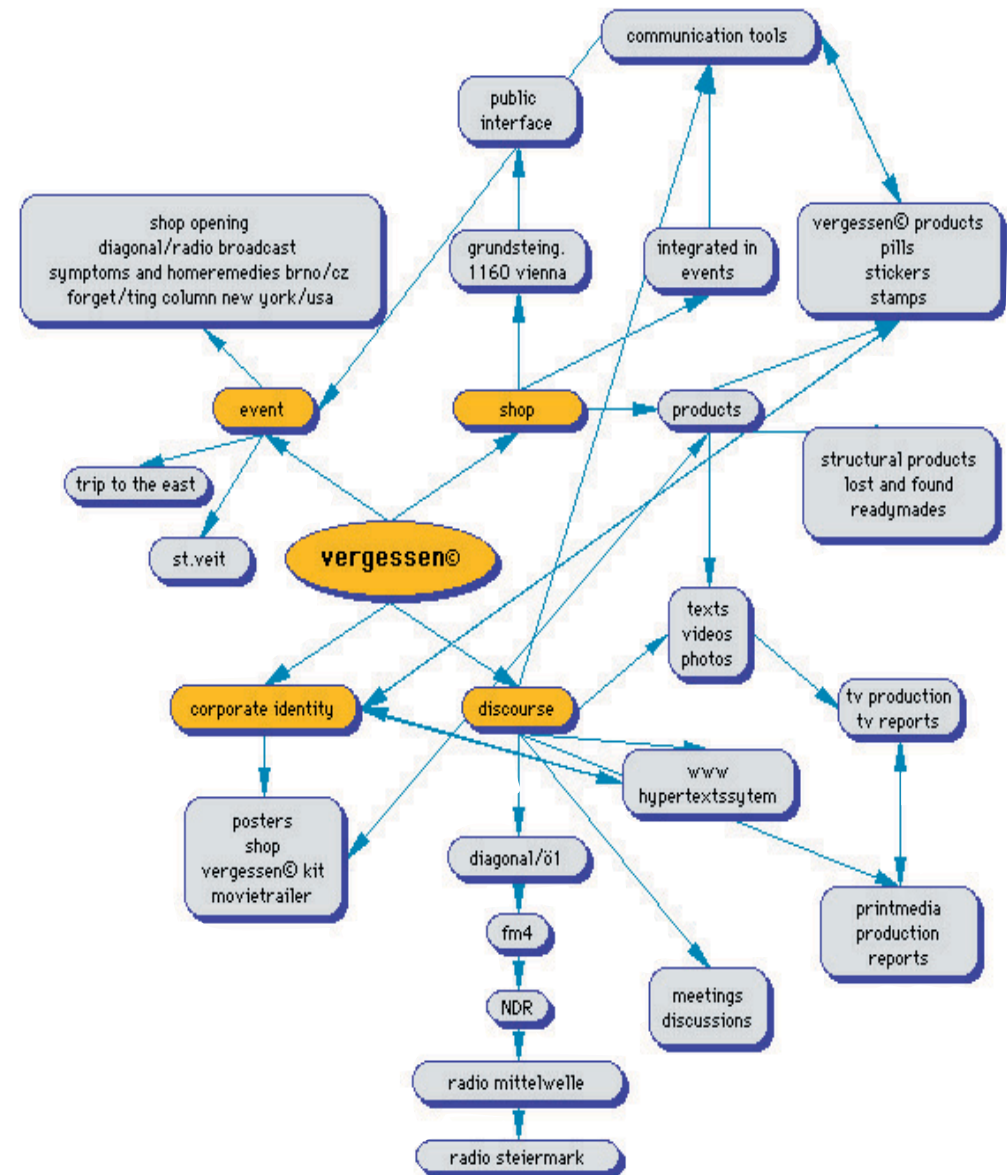 communication tools
public
interface
shop opening
diagonal/radio broadcast
symptoms and homeremedies brno/cz
forget/ting column new york/usa
grundsteing.
1160 vienna
integrated in
events
vergessen© products
pills
stickers
stamps
event
shop
products
trip to the east
structural products
lost and found
readymades
st.veit
vergessen©
texts
videos
photos
corporate identity
discourse
tv production
tv reports
www
hypertextssytem
posters
shop
vergessen© kit
movietrailer
diagonal/ö1
printmedia
production
reports
fm4
NDR
meetings
discussions
radio mittelwelle
radio steiermark